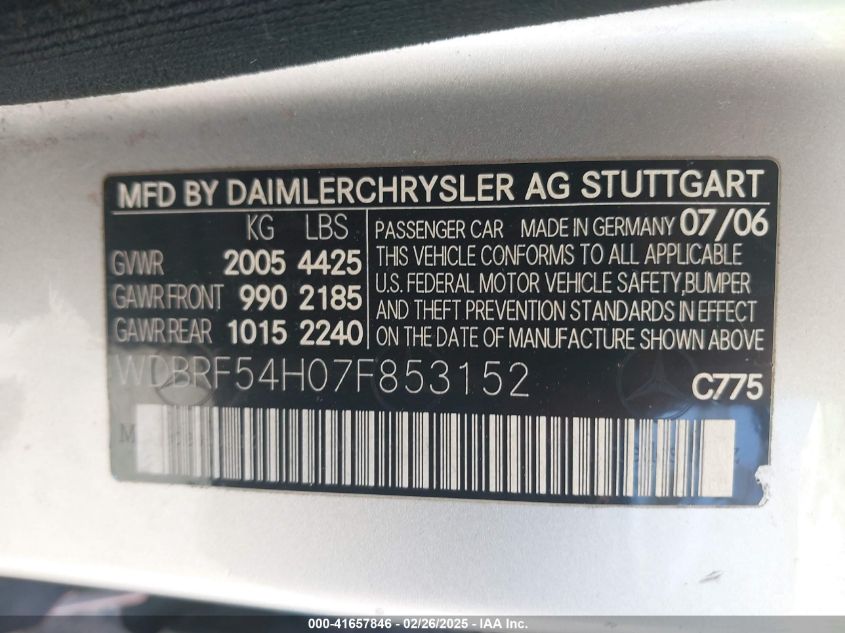 MFD BY DAIMLERCHRYSLER AG STUTTGART
KG LBS
GVWR 2005 4425
GAWR FRONT 990 2185
GAWR REAR 1015 2240
PASSENGER CAR MADE IN GERMANY 07/06
THIS VEHICLE CONFORMS TO ALL APPLICABLE
U.S. FEDERAL MOTOR VEHICLE SAFETY, BUMPER
AND THEFT PREVENTION STANDARDS IN EFFECT
ON THE DATE OF MANUFACTURE SHOWN ABOVE
WDBRF54H07F853152
C775
000-41657846 - 02/26/2025 - IAA Inc.